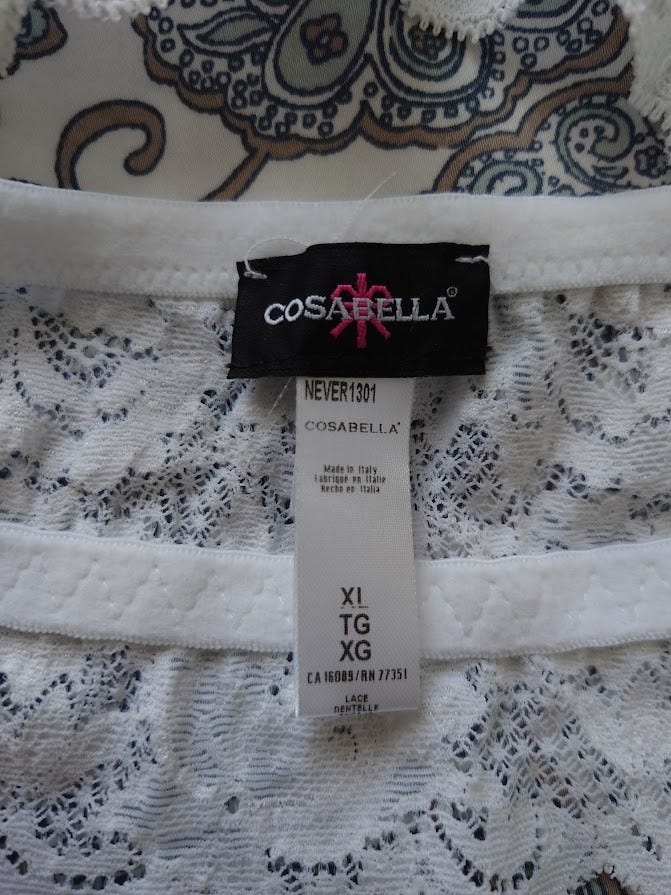 COSABELLA®
NEVER1301
COSABELLA®
Made in Italy
Fabriqué en Italie
Hecho en Italia
XL
TG
XG
CA 16089/RN 77351
LACE
DENTELLE